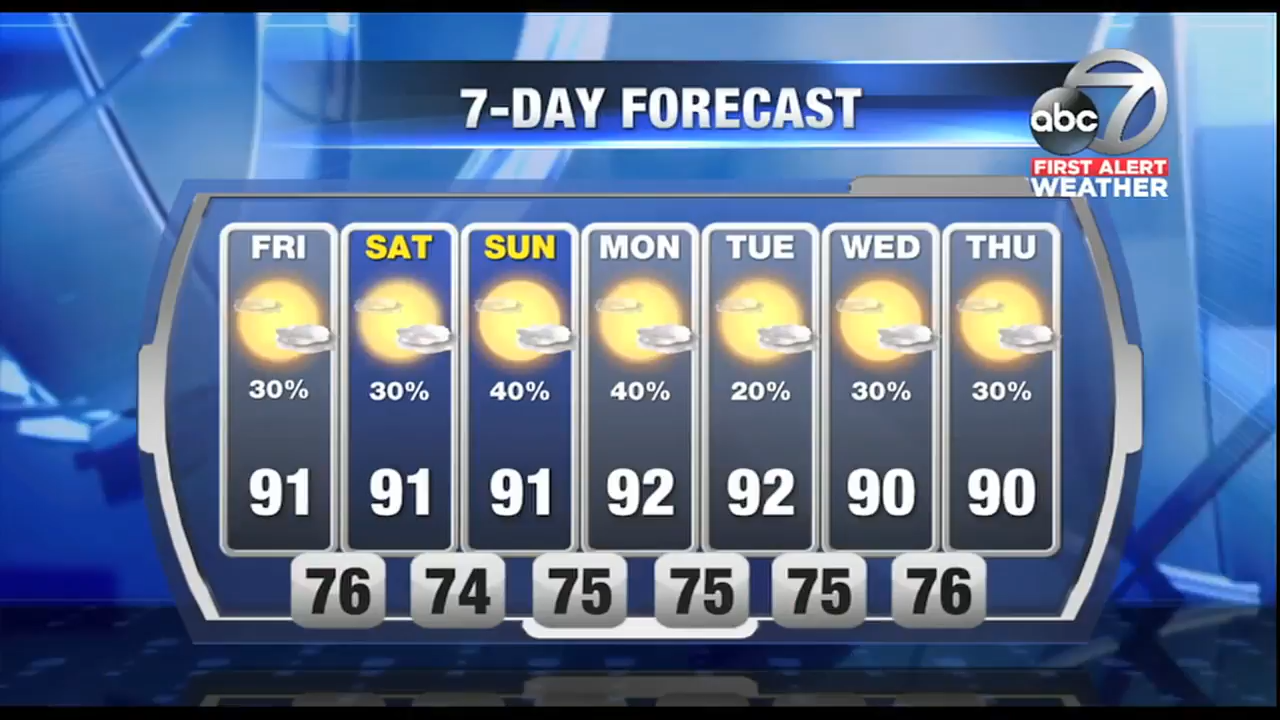 7-DAY FORECAST
abc 7
FIRST ALERT
WEATHER
FRI SAT SUN MON TUE WED THU
30% 30% 40% 40% 20% 30% 30%
91 91 91 92 92 90 90
76 74 75 75 75 76